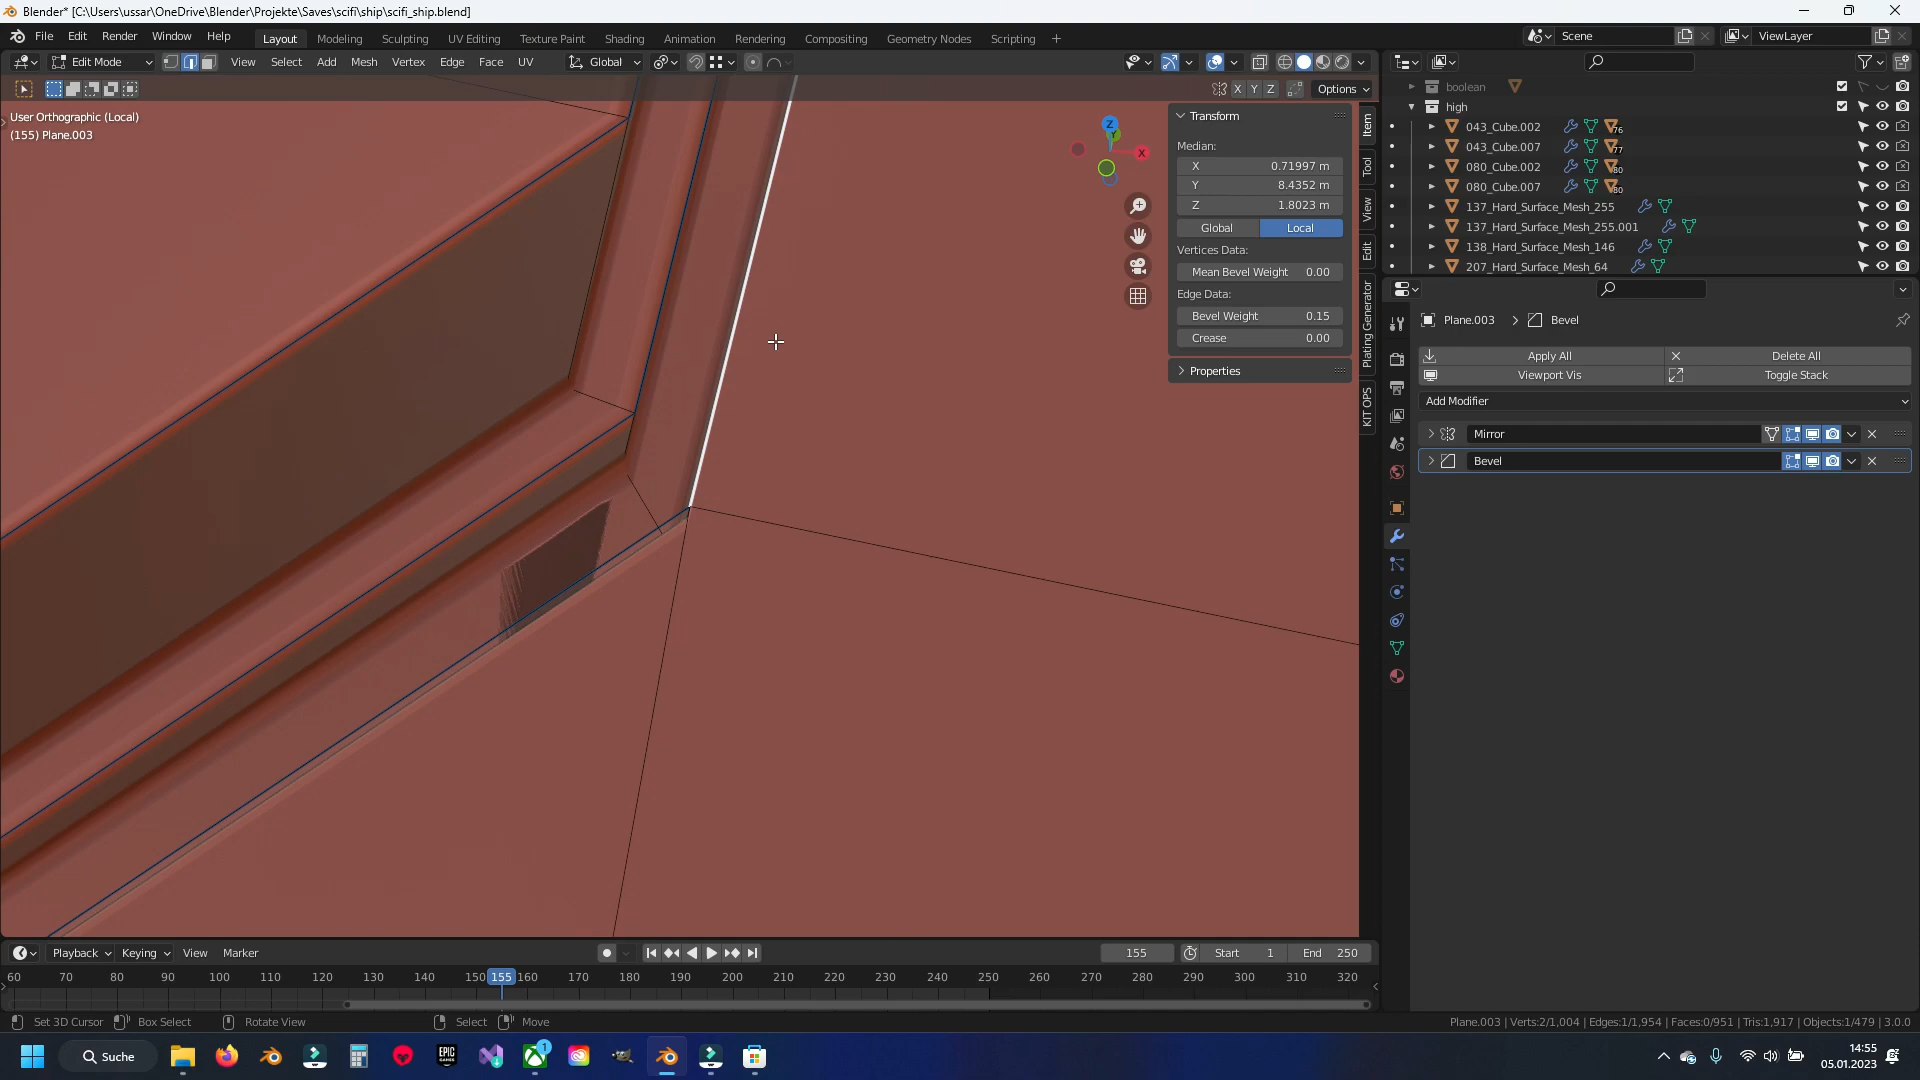 Blender* [C:\Users\ussar\OneDrive\Blender\Projekte\Saves\scifi\ship\scifi_ship.blend]
File Edit Render Window Help Layout Modeling Sculpting UV Editing Texture Paint Shading Animation Rendering Compositing Geometry Nodes Scripting + Scene ViewLayer
Edit Mode View Select Add Mesh Vertex Edge Face UV Global
X Y Z Options
User Orthographic (Local)
(155) Plane.003
Z
Y
X
Transform
Median:
X 0.71997 m
Y 8.4352 m
Z 1.8023 m
Global Local
Vertices Data:
Mean Bevel Weight 0.00
Edge Data:
Bevel Weight 0.15
Crease 0.00
Properties
Item
Tool
View
Edit
Plating Generator
KIT OPS
boolean
high
043_Cube.002 76
043_Cube.007 77
080_Cube.002 80
080_Cube.007 80
137_Hard_Surface_Mesh_255
137_Hard_Surface_Mesh_255.001
138_Hard_Surface_Mesh_146
207_Hard_Surface_Mesh_64
Plane.003 Bevel
Apply All Delete All
Viewport Vis Toggle Stack
Add Modifier
Mirror
Bevel
Playback Keying View Marker 155 Start 1 End 250
60 70 80 90 100 110 120 130 140 150 155 160 170 180 190 200 210 220 230 240 250 260 270 280 290 300 310 320
Set 3D Cursor Box Select Rotate View Select Move Plane.003 | Verts:2/1,004 | Edges:1/1,954 | Faces:0/951 | Tris:1,917 | Objects:1/479 | 3.0.0
Suche EPIC GAMES 1 14:55
05.01.2023